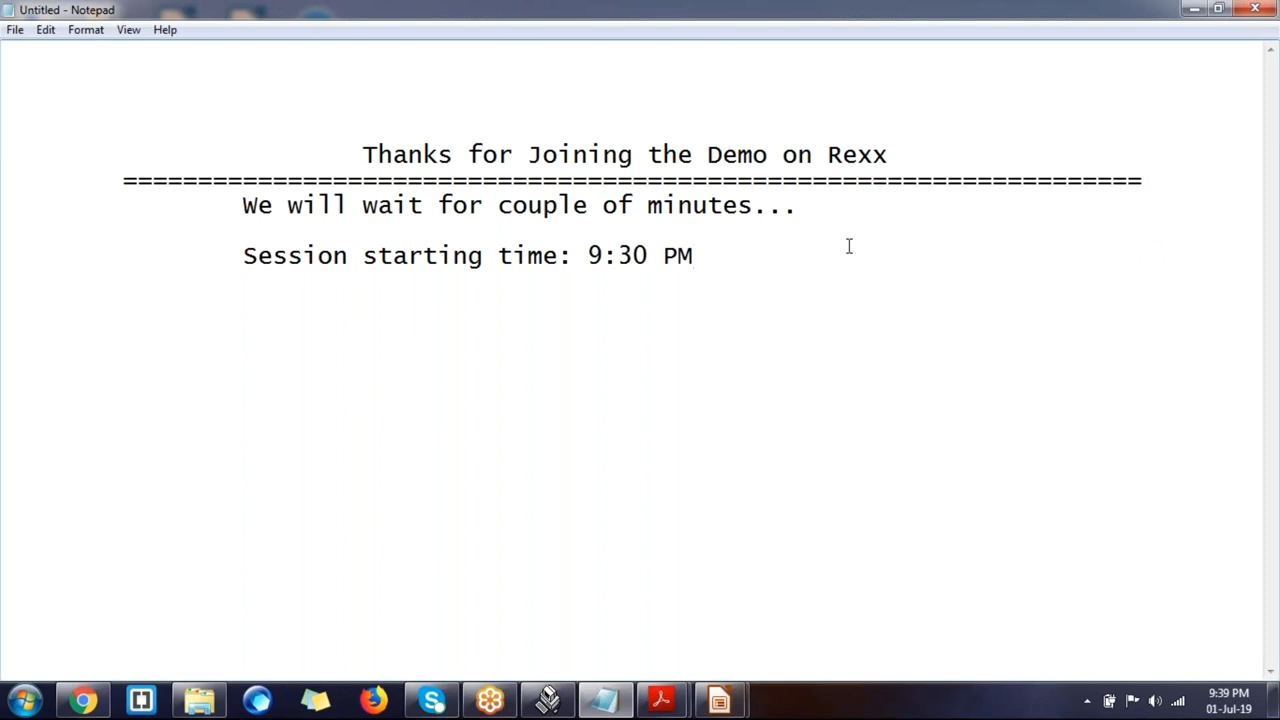 Untitled - Notepad
File Edit Format View Help
Thanks for Joining the Demo on Rexx
====================================================================
We will wait for couple of minutes...
Session starting time: 9:30 PM
9:39 PM
01-Jul-19